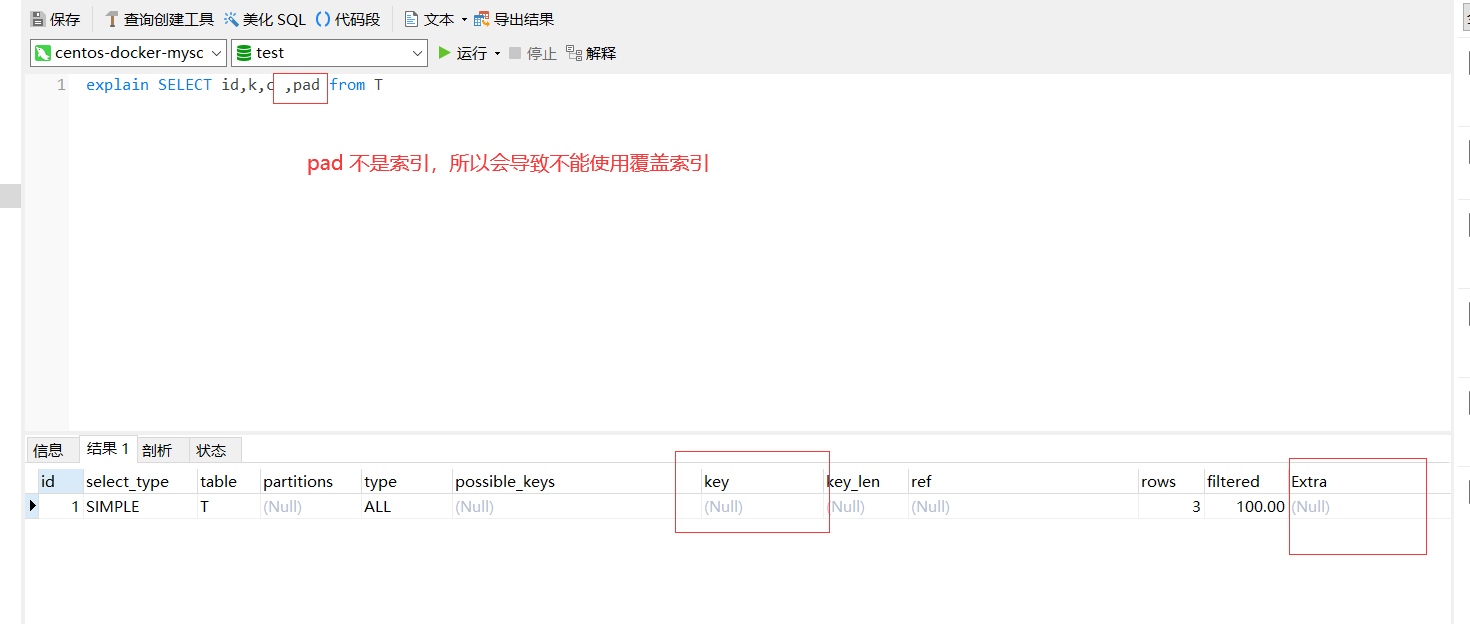 保存 查询创建工具 美化 SQL () 代码段 文本 导出结果
centos-docker-mysc test 运行 停止 解释
1 explain SELECT id,k,c ,pad from T
pad 不是索引，所以会导致不能使用覆盖索引
信息 结果 1 剖析 状态
id select_type table partitions type possible_keys key key_len ref rows filtered Extra
1 SIMPLE T (Null) ALL (Null) (Null) (Null) (Null) 3 100.00 (Null)